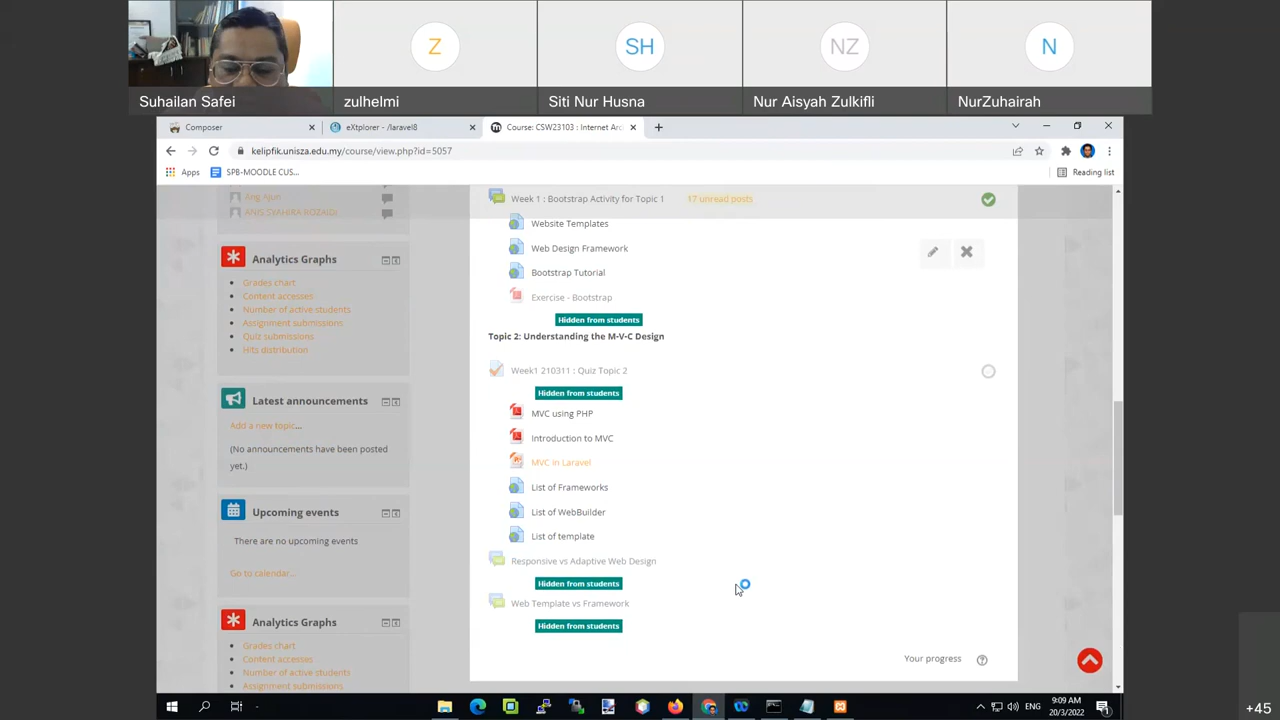 Z
SH
NZ
N
Suhailan Safei
zulhelmi
Siti Nur Husna
Nur Aisyah Zulkifli
NurZuhairah
Composer
eXtplorer - /laravel8
Course: CSW23103 : Internet Arc
kelipfik.unisza.edu.my/course/view.php?id=5057
Apps
SPB-MOODLE CUS...
Reading list
Ang Ajun
ANIS SYAHIRA ROZAIDI
Analytics Graphs
Grades chart
Content accesses
Number of active students
Assignment submissions
Quiz submissions
Hits distribution
Latest announcements
Add a new topic...
(No announcements have been posted
yet.)
Upcoming events
There are no upcoming events
Go to calendar...
Analytics Graphs
Grades chart
Content accesses
Number of active students
Assignment submissions
Week 1 : Bootstrap Activity for Topic 1
17 unread posts
Website Templates
Web Design Framework
Bootstrap Tutorial
Exercise - Bootstrap
Hidden from students
Topic 2: Understanding the M-V-C Design
Week1 210311 : Quiz Topic 2
Hidden from students
MVC using PHP
Introduction to MVC
MVC in Laravel
List of Frameworks
List of WebBuilder
List of template
Responsive vs Adaptive Web Design
Hidden from students
Web Template vs Framework
Hidden from students
Your progress
ENG
9:09 AM
20/3/2022
+45